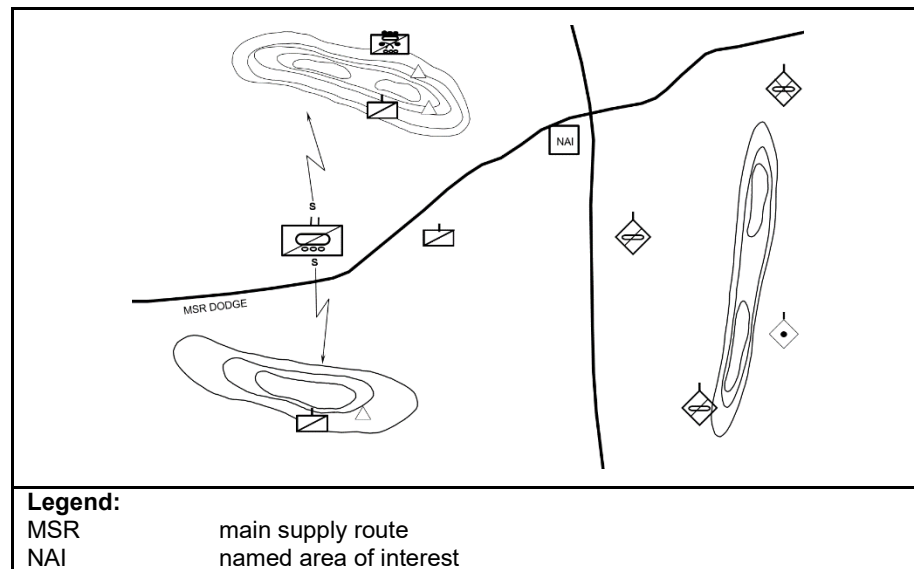 NAI
S
S
MSR DODGE
Legend:
MSR main supply route
NAI named area of interest